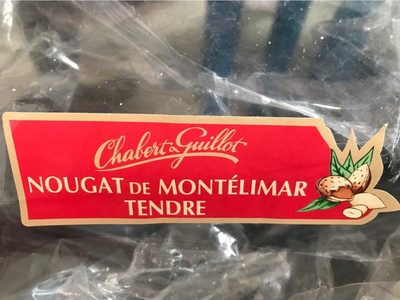 Chabert & Guillot
NOUGAT DE MONTÉLIMAR
TENDRE